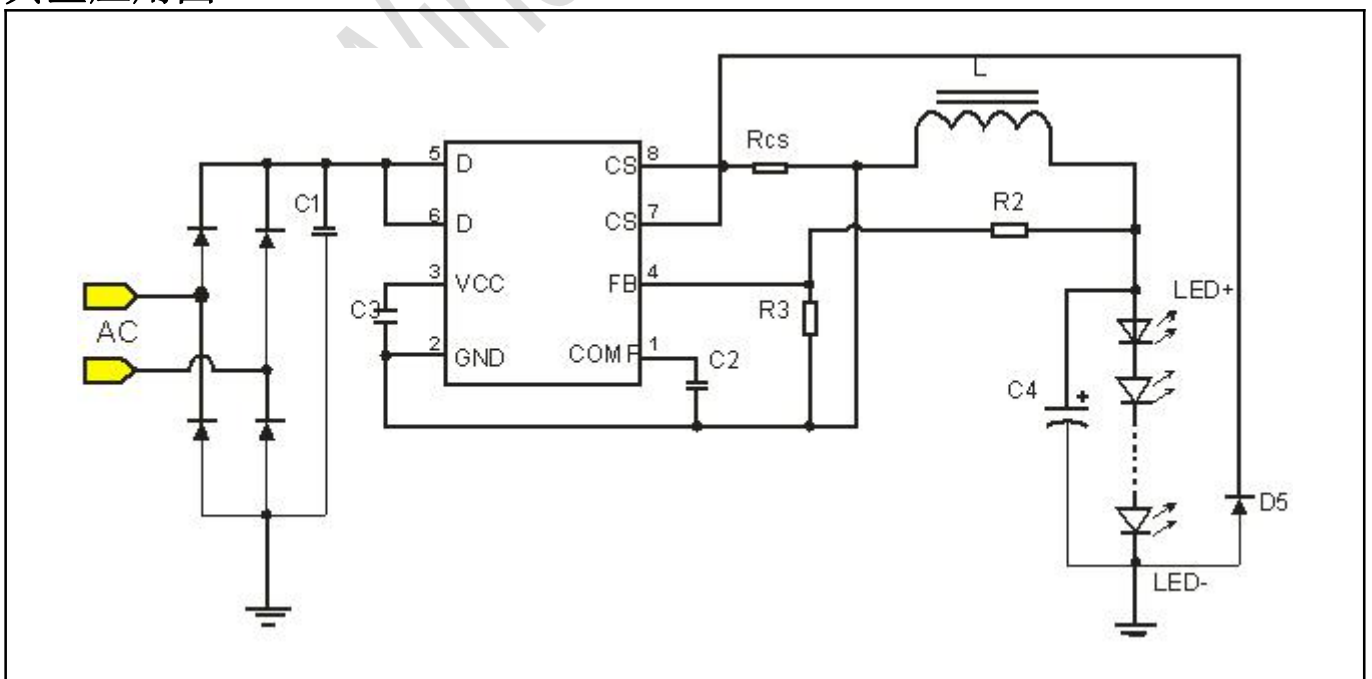 L
Rcs
5 D CS 8
C1
R2
6 D CS 7
3 VCC FB 4
LED+
C3
R3
AC
2 GND COMP 1
C2
C4
+
D5
LED-